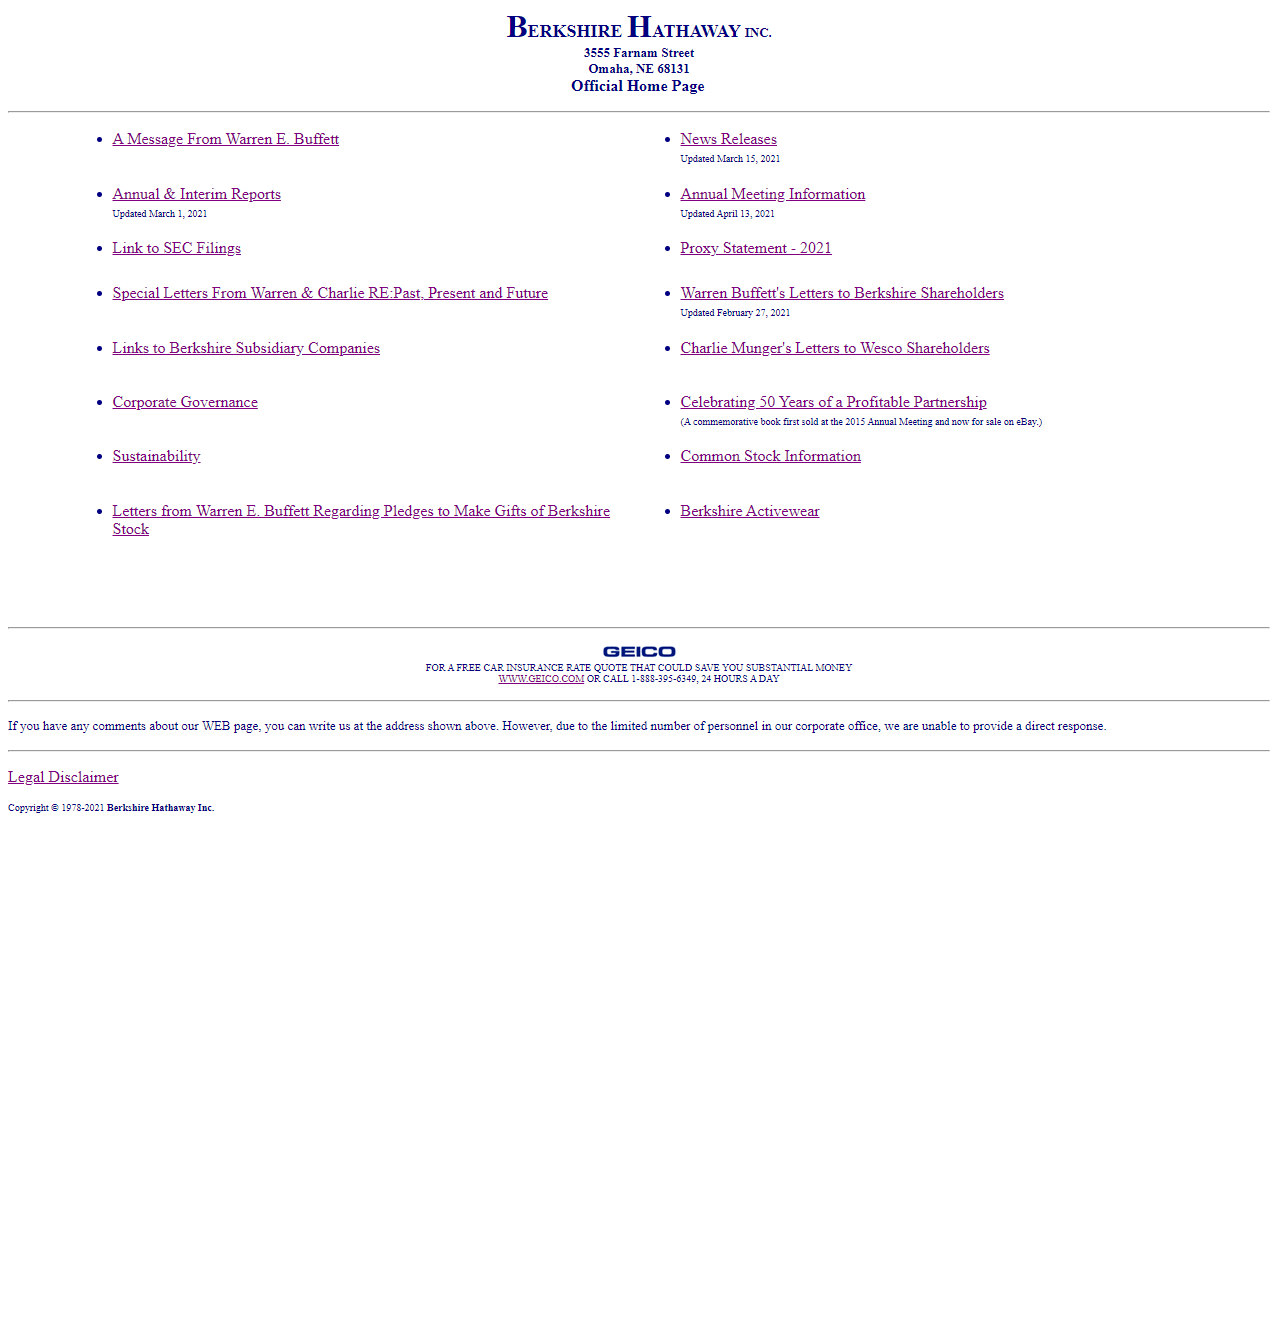 BERKSHIRE HATHAWAY INC.
3555 Farnam Street
Omaha, NE 68131
Official Home Page
A Message From Warren E. Buffett
News Releases
Updated March 15, 2021
Annual & Interim Reports
Updated March 1, 2021
Annual Meeting Information
Updated April 13, 2021
Link to SEC Filings
Proxy Statement - 2021
Special Letters From Warren & Charlie RE:Past, Present and Future
Warren Buffett's Letters to Berkshire Shareholders
Updated February 27, 2021
Links to Berkshire Subsidiary Companies
Charlie Munger's Letters to Wesco Shareholders
Corporate Governance
Celebrating 50 Years of a Profitable Partnership
(A commemorative book first sold at the 2015 Annual Meeting and now for sale on eBay.)
Sustainability
Common Stock Information
Letters from Warren E. Buffett Regarding Pledges to Make Gifts of Berkshire
Stock
Berkshire Activewear
GEICO
FOR A FREE CAR INSURANCE RATE QUOTE THAT COULD SAVE YOU SUBSTANTIAL MONEY
WWW.GEICO.COM OR CALL 1-888-395-6349, 24 HOURS A DAY
If you have any comments about our WEB page, you can write us at the address shown above. However, due to the limited number of personnel in our corporate office, we are unable to provide a direct response.
Legal Disclaimer
Copyright © 1978-2021 Berkshire Hathaway Inc.